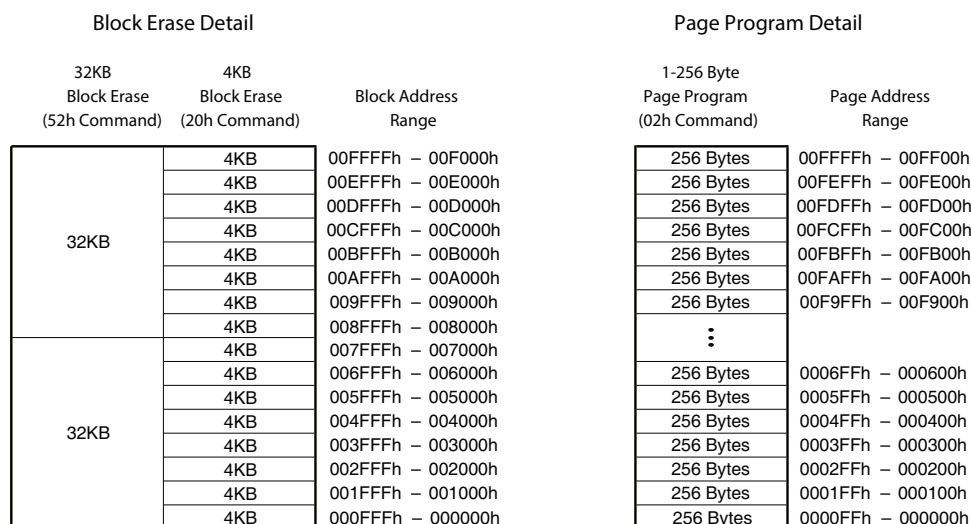 Block Erase Detail
Page Program Detail
32KB
Block Erase
(52h Command)
4KB
Block Erase
(20h Command)
Block Address
Range
1-256 Byte
Page Program
(02h Command)
Page Address
Range
32KB
32KB
4KB 00FFFFh – 00F000h
4KB 00EFFFh – 00E000h
4KB 00DFFFh – 00D000h
4KB 00CFFFh – 00C000h
4KB 00BFFFh – 00B000h
4KB 00AFFFh – 00A000h
4KB 009FFFh – 009000h
4KB 008FFFh – 008000h
4KB 007FFFh – 007000h
4KB 006FFFh – 006000h
4KB 005FFFh – 005000h
4KB 004FFFh – 004000h
4KB 003FFFh – 003000h
4KB 002FFFh – 002000h
4KB 001FFFh – 001000h
4KB 000FFFh – 000000h
256 Bytes 00FFFFh – 00FF00h
256 Bytes 00FEFFh – 00FE00h
256 Bytes 00FDFFh – 00FD00h
256 Bytes 00FCFFh – 00FC00h
256 Bytes 00FBFFh – 00FB00h
256 Bytes 00FAFFh – 00FA00h
256 Bytes 00F9FFh – 00F900h
256 Bytes 0006FFh – 000600h
256 Bytes 0005FFh – 000500h
256 Bytes 0004FFh – 000400h
256 Bytes 0003FFh – 000300h
256 Bytes 0002FFh – 000200h
256 Bytes 0001FFh – 000100h
256 Bytes 0000FFh – 000000h